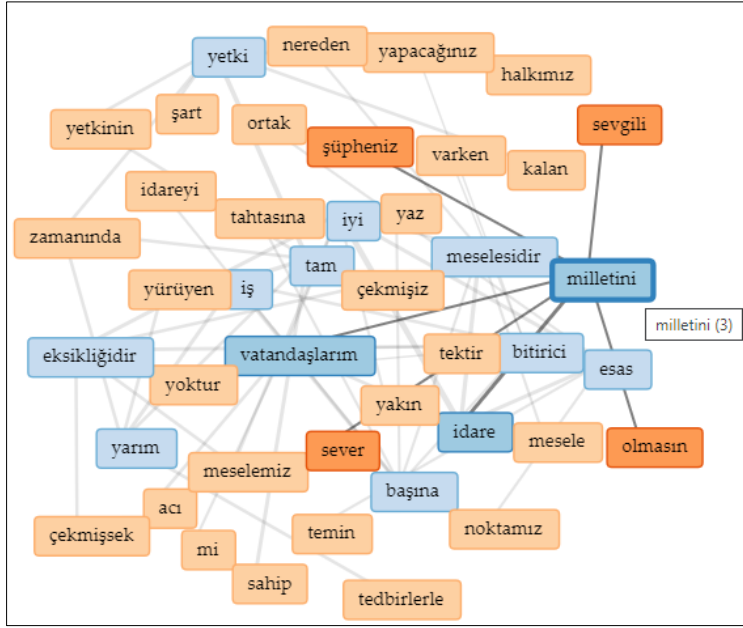 nereden
yetki
yapacağınız
halkımız
şart
yetkinin
ortak
sevgili
şüpheniz
varken
kalan
idareyi
tahtasına
iyi
yaz
zamanında
tam
meselesidir
milletini
yürüyen
iş
çekmişiz
milletini (3)
eksikliğidir
vatandaşlarım
tektir
bitirici
esas
yoktur
yakın
yarım
sever
idare
mesele
olmasın
meselemiz
başına
acı
çekmişsek
temin
noktamız
mi
sahip
tedbirlerle